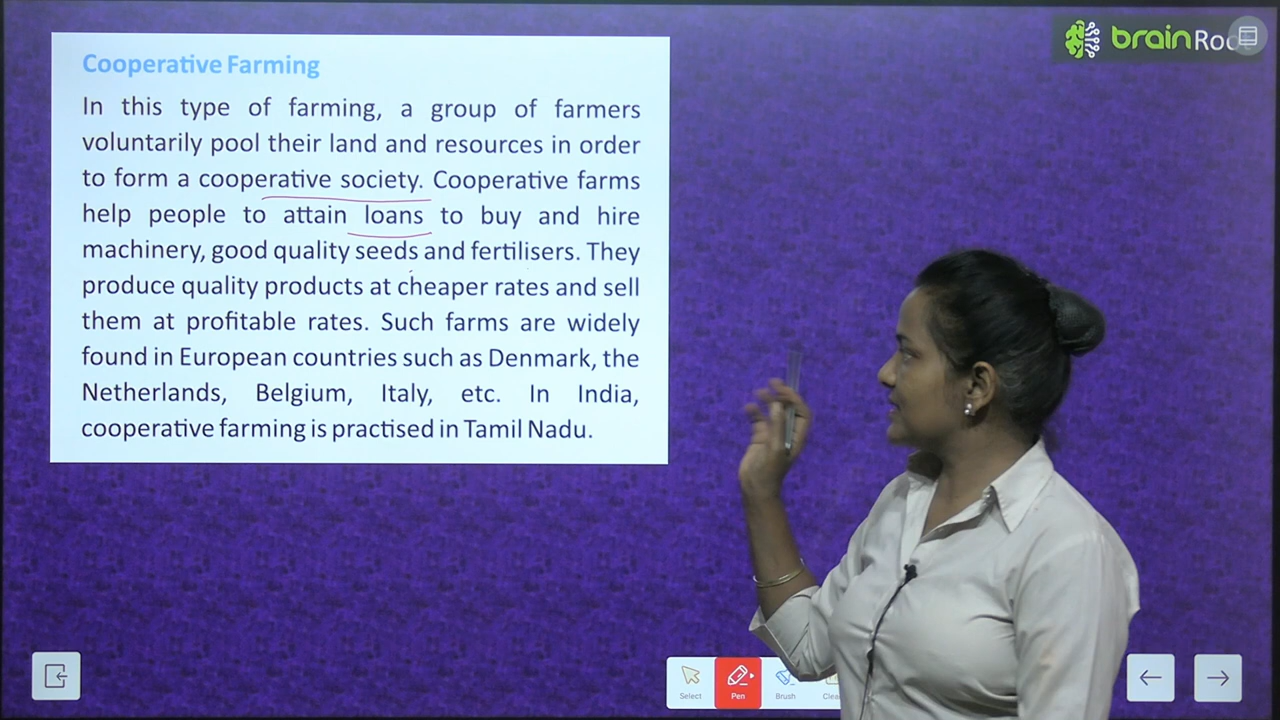 brainRoo
Cooperative Farming
In this type of farming, a group of farmers
voluntarily pool their land and resources in order
to form a cooperative society. Cooperative farms
help people to attain loans to buy and hire
machinery, good quality seeds and fertilisers. They
produce quality products at cheaper rates and sell
them at profitable rates. Such farms are widely
found in European countries such as Denmark, the
Netherlands, Belgium, Italy, etc. In India,
cooperative farming is practised in Tamil Nadu.
Select Pen Brush Clea